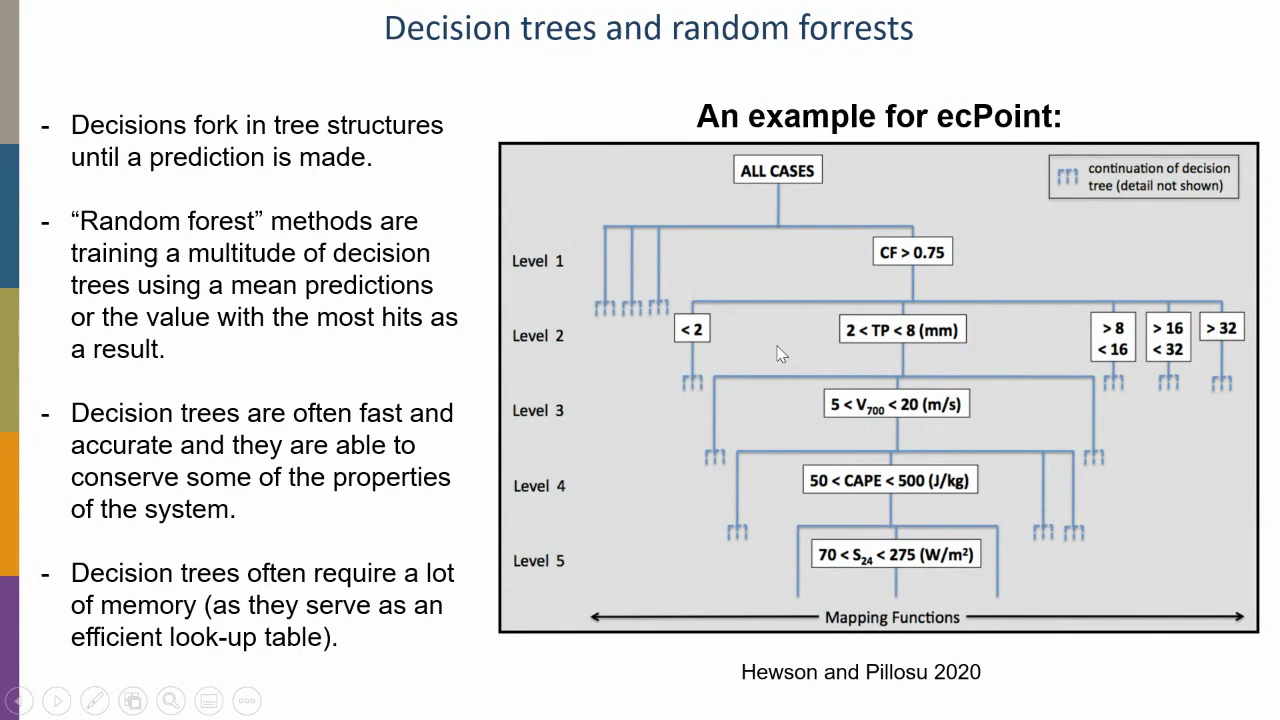 Decision trees and random forrests
- Decisions fork in tree structures
until a prediction is made.
- “Random forest” methods are
training a multitude of decision
trees using a mean predictions
or the value with the most hits as
a result.
- Decision trees are often fast and
accurate and they are able to
conserve some of the properties
of the system.
- Decision trees often require a lot
of memory (as they serve as an
efficient look-up table).
An example for ecPoint:
ALL CASES
continuation of decision
tree (detail not shown)
Level 1
CF > 0.75
Level 2
< 2
2 < TP < 8 (mm)
> 8
< 16
> 16
< 32
> 32
Level 3
5 < V700 < 20 (m/s)
Level 4
50 < CAPE < 500 (J/kg)
Level 5
70 < S24 < 275 (W/m²)
Mapping Functions
Hewson and Pillosu 2020